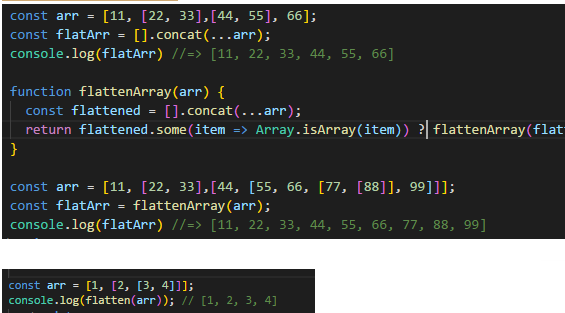 const arr = [11, [22, 33],[44, 55], 66];
const flatArr = [].concat(...arr);
console.log(flatArr) //=> [11, 22, 33, 44, 55, 66]
function flattenArray(arr) {
const flattened = [].concat(...arr);
return flattened.some(item => Array.isArray(item)) ? flattenArray(flat
}
const arr = [11, [22, 33],[44, [55, 66, [77, [88]], 99]]];
const flatArr = flattenArray(arr);
console.log(flatArr) //=> [11, 22, 33, 44, 55, 66, 77, 88, 99]
const arr = [1, [2, [3, 4]]];
console.log(flatten(arr)); // [1, 2, 3, 4]